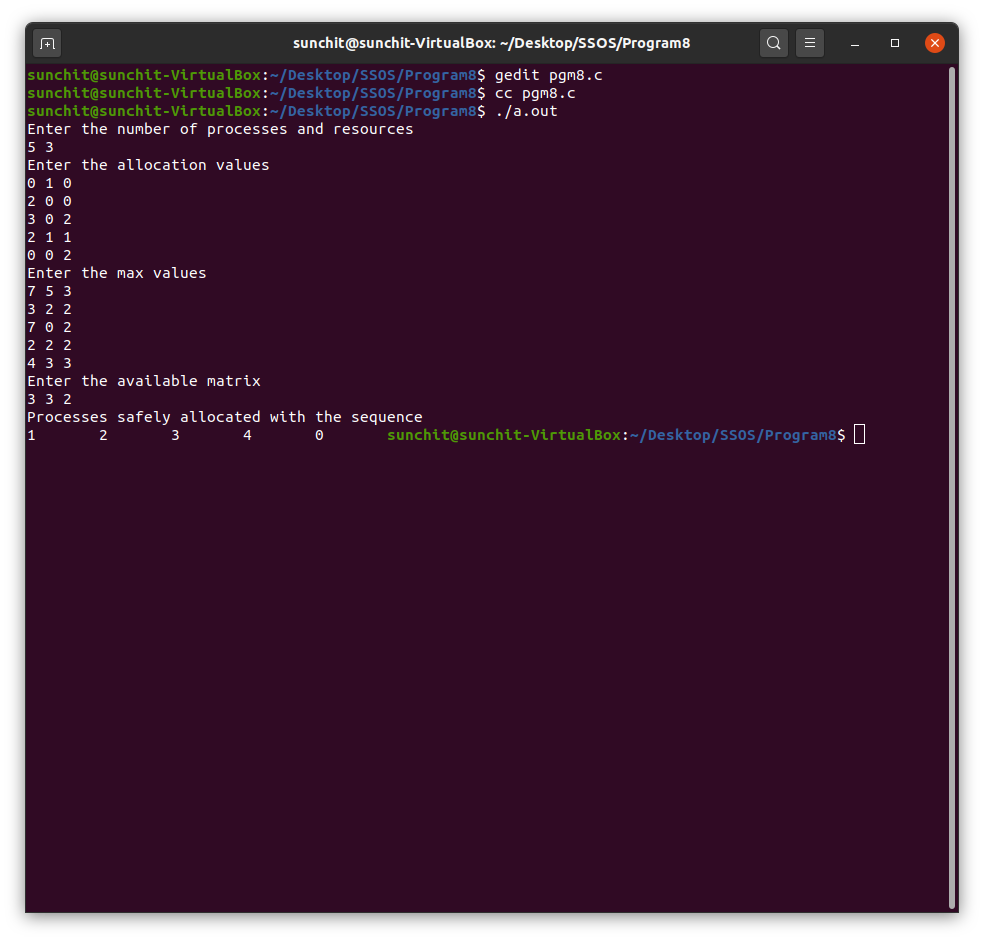 sunchit@sunchit-VirtualBox: ~/Desktop/SSOS/Program8
sunchit@sunchit-VirtualBox:~/Desktop/SSOS/Program8$ gedit pgm8.c
sunchit@sunchit-VirtualBox:~/Desktop/SSOS/Program8$ cc pgm8.c
sunchit@sunchit-VirtualBox:~/Desktop/SSOS/Program8$ ./a.out
Enter the number of processes and resources
5 3
Enter the allocation values
0 1 0
2 0 0
3 0 2
2 1 1
0 0 2
Enter the max values
7 5 3
3 2 2
7 0 2
2 2 2
4 3 3
Enter the available matrix
3 3 2
Processes safely allocated with the sequence
1	2	3	4	0	sunchit@sunchit-VirtualBox:~/Desktop/SSOS/Program8$